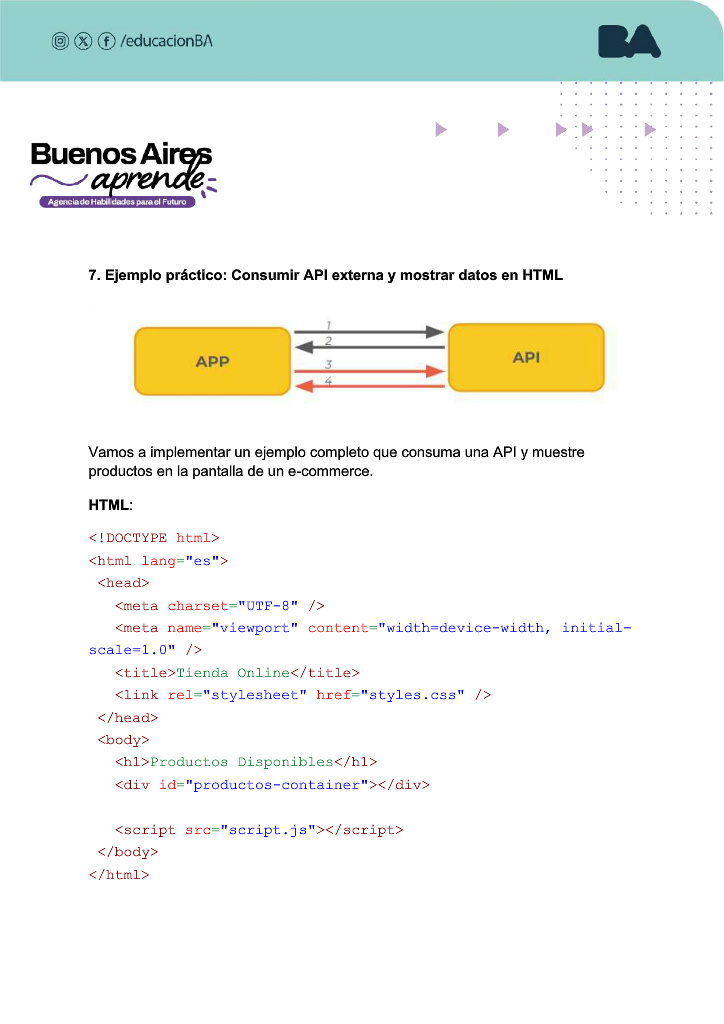 /educacionBA
BA
Buenos Aires
aprende
Agencia de Habilidades para el Futuro
7. Ejemplo práctico: Consumir API externa y mostrar datos en HTML
1
2
3
4
APP
API
Vamos a implementar un ejemplo completo que consuma una API y muestre
productos en la pantalla de un e-commerce.
HTML:
<!DOCTYPE html>
<html lang="es">
<head>
<meta charset="UTF-8" />
<meta name="viewport" content="width=device-width, initial-
scale=1.0" />
<title>Tienda Online</title>
<link rel="stylesheet" href="styles.css" />
</head>
<body>
<h1>Productos Disponibles</h1>
<div id="productos-container"></div>
<script src="script.js"></script>
</body>
</html>